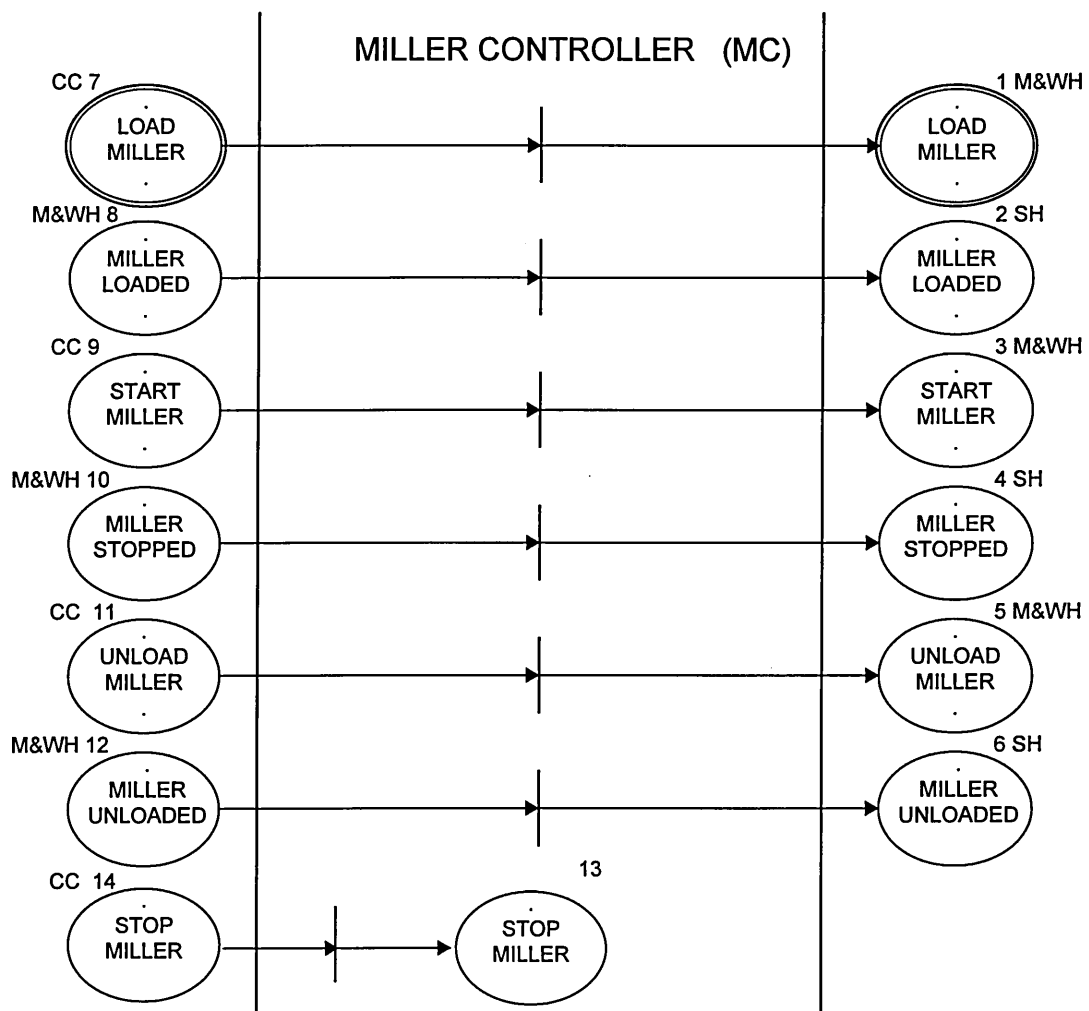 MILLER CONTROLLER (MC)
CC 7
1 M&WH
LOAD
MILLER
LOAD
MILLER
M&WH 8
2 SH
MILLER
LOADED
MILLER
LOADED
CC 9
3 M&WH
START
MILLER
START
MILLER
M&WH 10
4 SH
MILLER
STOPPED
MILLER
STOPPED
CC 11
5 M&WH
UNLOAD
MILLER
UNLOAD
MILLER
M&WH 12
6 SH
MILLER
UNLOADED
MILLER
UNLOADED
CC 14
13
STOP
MILLER
STOP
MILLER